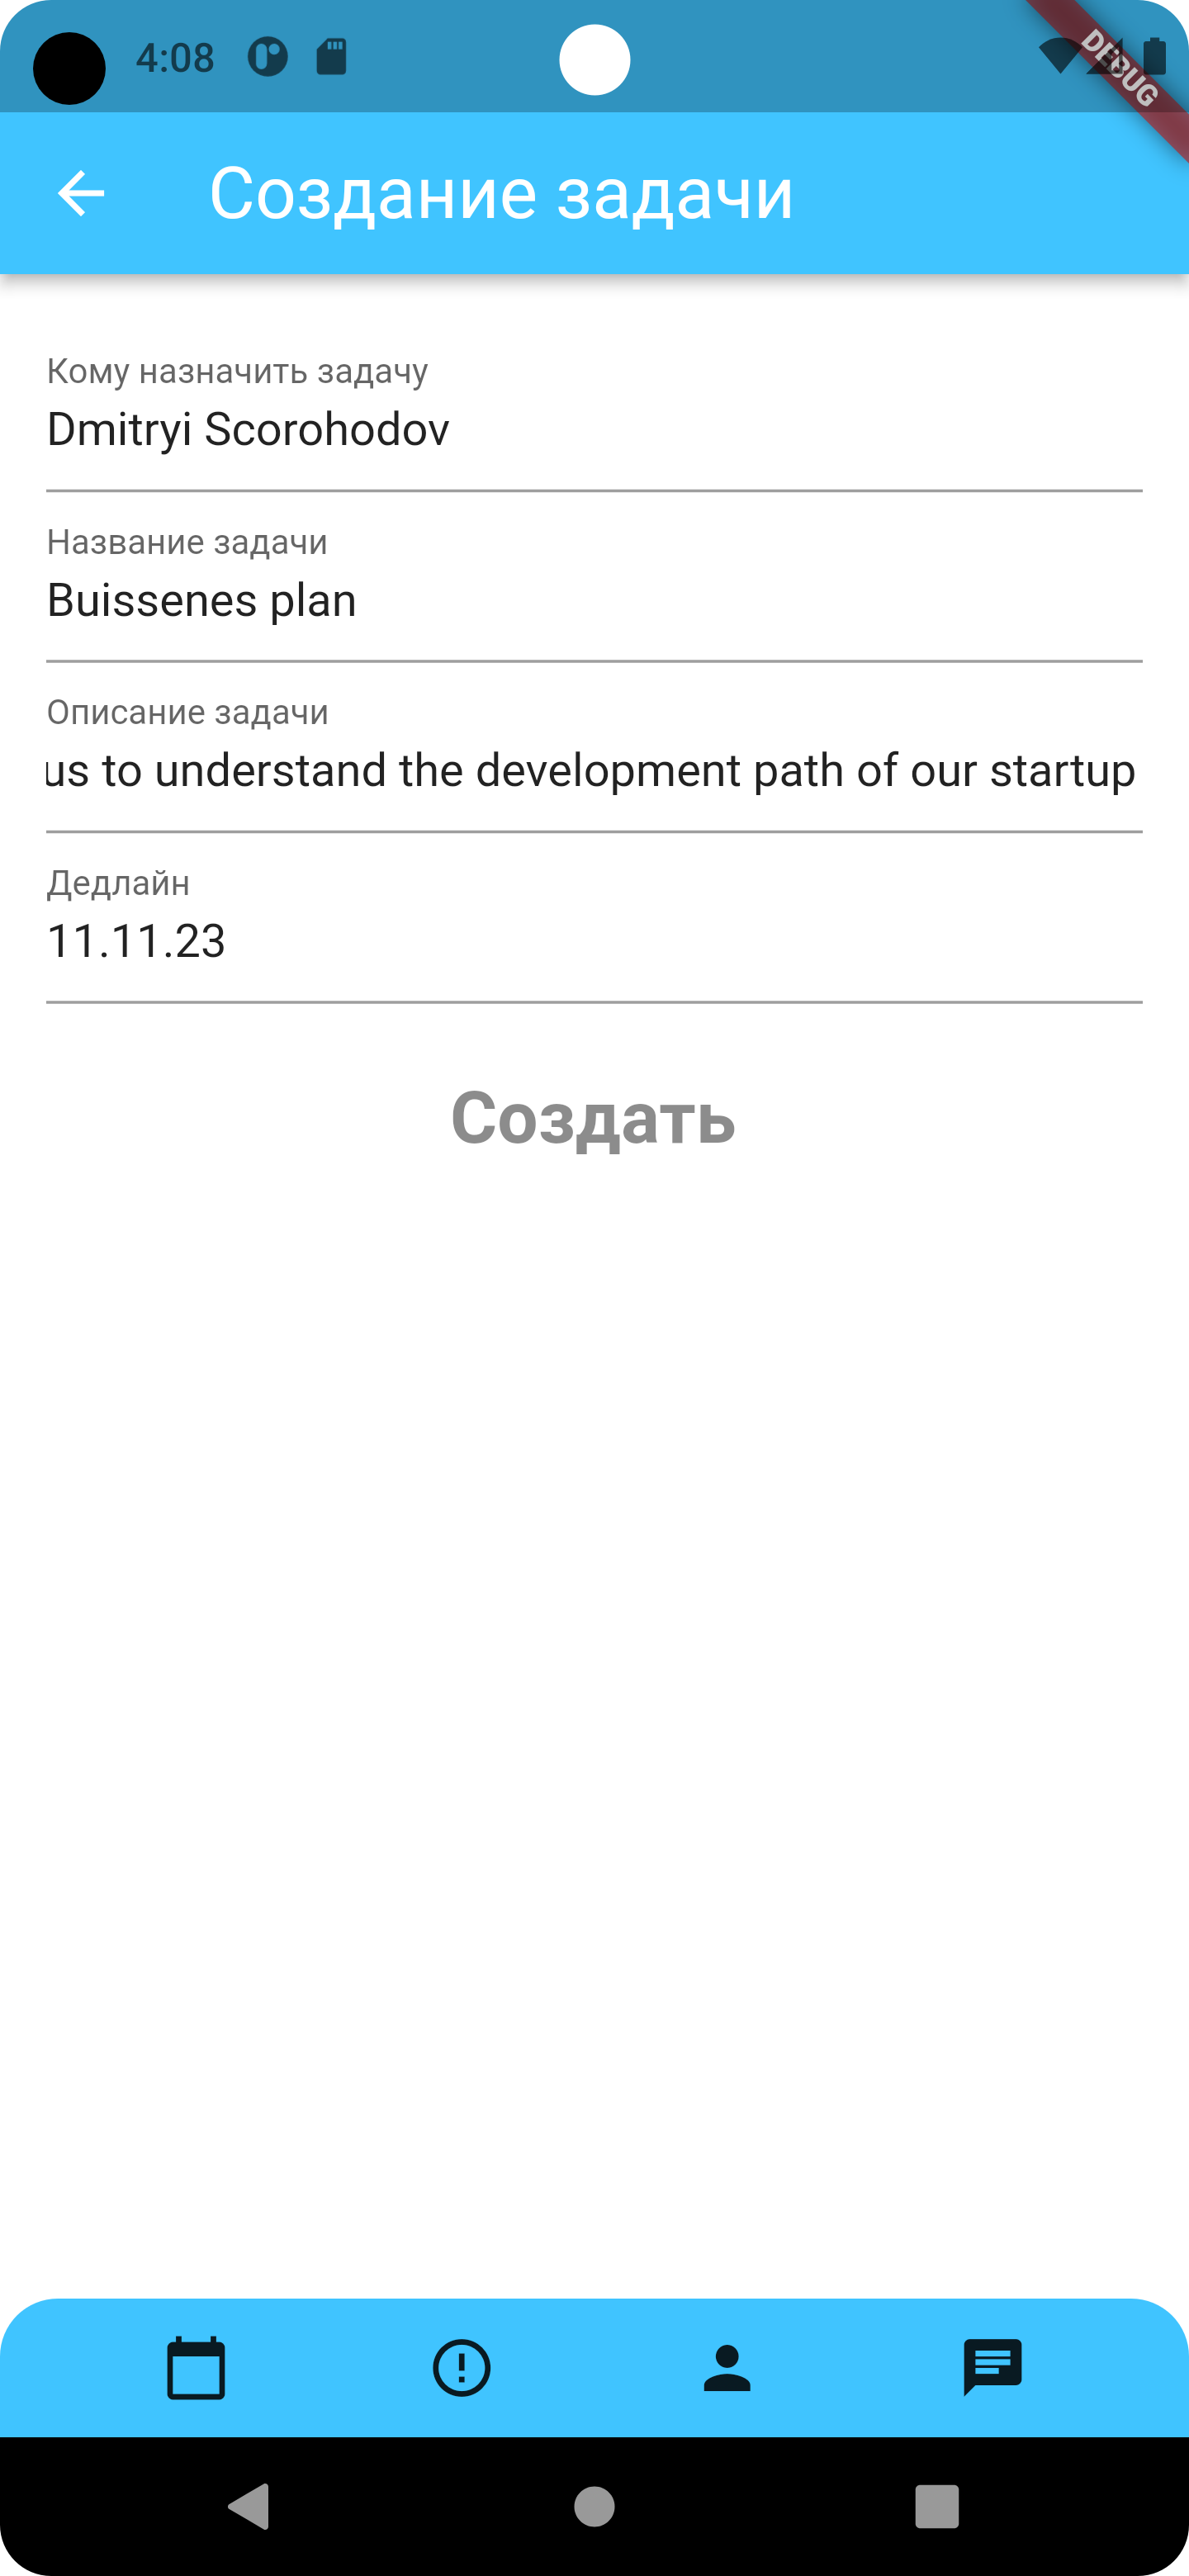 4:08
DEBUG
Создание задачи
Кому назначить задачу
Dmitryi Scorohodov
Название задачи
Buissenes plan
Описание задачи
us to understand the development path of our startup
Дедлайн
11.11.23
Создать